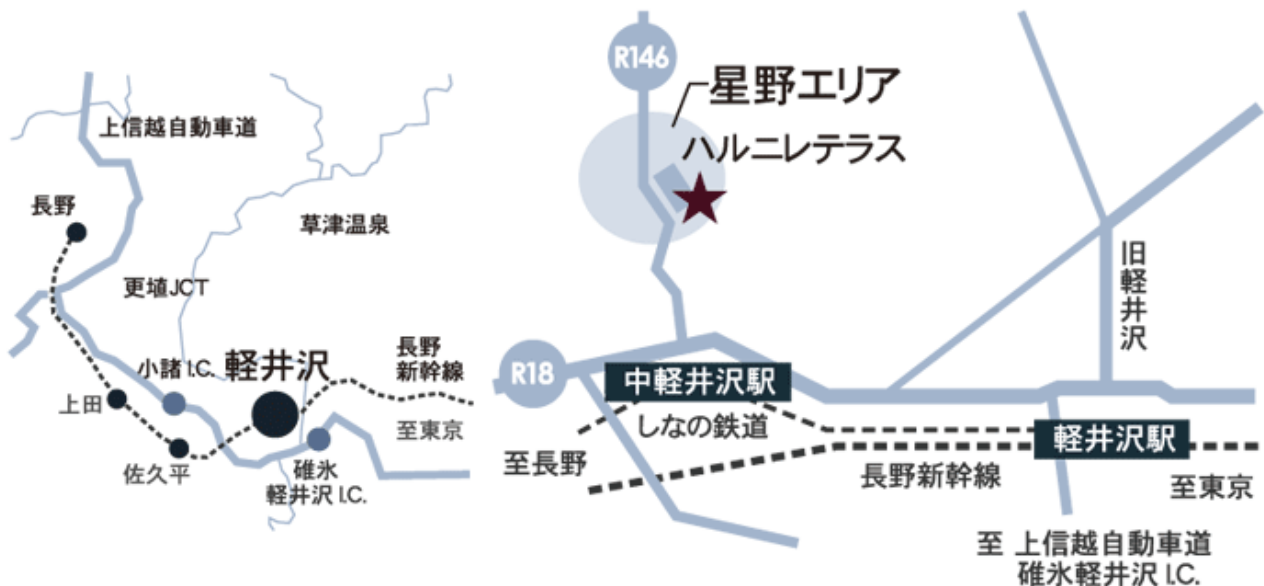 上信越自動車道
長野
草津温泉
更埴JCT
小諸 I.C.
軽井沢
長野
新幹線
上田
至東京
佐久平
碓氷
軽井沢 I.C.
R146
星野エリア
ハルニレテラス
旧軽井沢
R18
中軽井沢駅
しなの鉄道
至長野
軽井沢駅
長野新幹線
至東京
至 上信越自動車道
碓氷軽井沢 I.C.